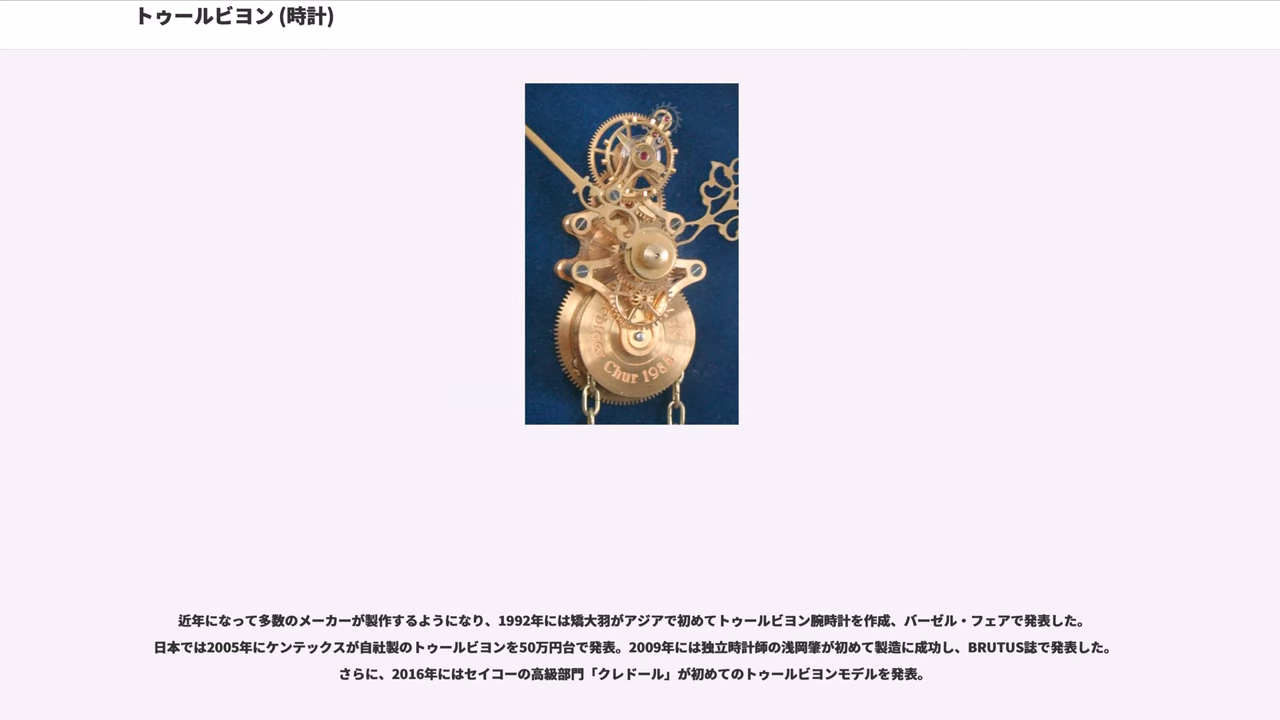 トゥールビヨン (時計)
Chur 198
近年になって多数のメーカーが製作するようになり、1992年には矯大羽がアジアで初めてトゥールビヨン腕時計を作成、バーゼル・フェアで発表した。
日本では2005年にケンテックスが自社製のトゥールビヨンを50万円台で発表。2009年には独立時計師の浅岡肇が初めて製造に成功し、BRUTUS誌で発表した。
さらに、2016年にはセイコーの高級部門「クレドール」が初めてのトゥールビヨンモデルを発表。